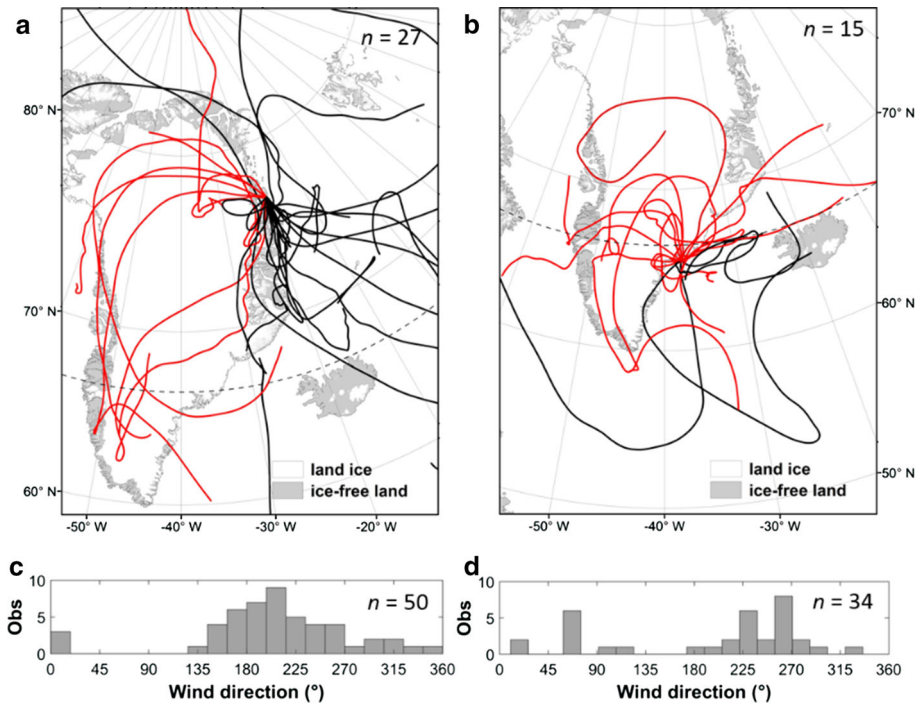 a
n = 27
80° N
70° N
60° N
land ice
ice-free land
-50° W -40° W -30° W -20° W
b
n = 15
70° N
60° N
50° N
land ice
ice-free land
-50° W -40° W -30° W
c
Obs
10
5
0
n = 50
0 45 90 135 180 225 270 315 360
Wind direction (°)
d
Obs
10
5
0
n = 34
0 45 90 135 180 225 270 315 360
Wind direction (°)